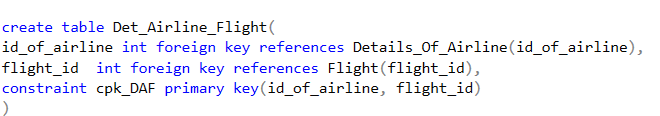 create table Det_Airline_Flight(
id_of_airline int foreign key references Details_Of_Airline(id_of_airline),
flight_id  int foreign key references Flight(flight_id),
constraint cpk_DAF primary key(id_of_airline, flight_id)
)